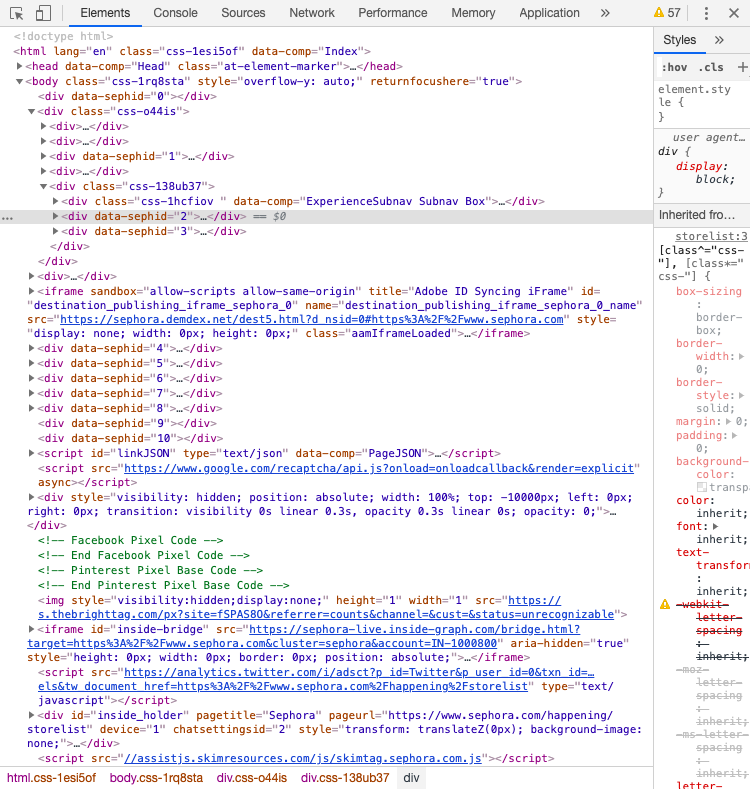 Elements Console Sources Network Performance Memory Application » 57
<!doctype html>
<html lang="en" class="css-1esi5of" data-comp="Index">
<head data-comp="Head" class="at-element-marker">…</head>
<body class="css-1rq8sta" style="overflow-y: auto;" returnfocushere="true">
<div data-sephid="0"></div>
<div class="css-o44is">
<div>…</div>
<div>…</div>
<div data-sephid="1">…</div>
<div>…</div>
<div class="css-138ub37">
<div class="css-1hcfiov " data-comp="ExperienceSubnav Subnav Box">…</div>
… <div data-sephid="2">…</div> == $0
<div data-sephid="3">…</div>
</div>
</div>
<div>…</div>
<iframe sandbox="allow-scripts allow-same-origin" title="Adobe ID Syncing iFrame" id=
"destination_publishing_iframe_sephora_0" name="destination_publishing_iframe_sephora_0_name"
src="https://sephora.demdex.net/dest5.html?d_nsid=0#https%3A%2F%2Fwww.sephora.com" style=
"display: none; width: 0px; height: 0px;" class="aamIframeLoaded">…</iframe>
<div data-sephid="4">…</div>
<div data-sephid="5">…</div>
<div data-sephid="6">…</div>
<div data-sephid="7">…</div>
<div data-sephid="8">…</div>
<div data-sephid="9"></div>
<div data-sephid="10"></div>
<script id="linkJSON" type="text/json" data-comp="PageJSON">…</script>
<script src="https://www.google.com/recaptcha/api.js?onload=onloadcallback&render=explicit"
async></script>
<div style="visibility: hidden; position: absolute; width: 100%; top: -10000px; left: 0px;
right: 0px; transition: visibility 0s linear 0.3s, opacity 0.3s linear 0s; opacity: 0;">…
</div>
<!-- Facebook Pixel Code -->
<!-- End Facebook Pixel Code -->
<!-- Pinterest Pixel Base Code -->
<!-- End Pinterest Pixel Base Code -->
<img style="visibility:hidden;display:none;" height="1" width="1" src="https://
s.thebrighttag.com/px?site=fSPAS8O&referrer=counts&channel=&cust=&status=unrecognizable">
<iframe id="inside-bridge" src="https://sephora-live.inside-graph.com/bridge.html?
target=https%3A%2F%2Fwww.sephora.com&cluster=sephora&account=IN-1000800" aria-hidden="true"
style="height: 0px; width: 0px; border: 0px; position: absolute;">…</iframe>
<script src="https://analytics.twitter.com/i/adsct?p_id=Twitter&p_user_id=0&txn_id=…
els&tw_document_href=https%3A%2F%2Fwww.sephora.com%2Fhappening%2Fstorelist" type="text/
javascript"></script>
<div id="inside_holder" pagetitle="Sephora" pageurl="https://www.sephora.com/happening/
storelist" device="1" chatsettingsid="2" style="transform: translateZ(0px); background-image:
none;">…</div>
<script src="//assistjs.skimresources.com/js/skimtag.sephora.com.js"></script>
html.css-1esi5of body.css-1rq8sta div.css-o44is div.css-138ub37 div
Styles »
:hov .cls +
element.sty
le {
}
user agent…
div {
display:
block;
}
Inherited fro…
storelist:3
[class^="css-
"], [class*="
css-"] {
box-sizing
:
border-
box;
border-
width:
0;
border-
style:
solid;
margin: 0;
padding:
0;
background-
color:
transp
color:
inherit;
font:
inherit;
text-
transform
:
inherit;
-webkit-
letter-
spacing
:
inherit;
-moz-
letter-
spacing
:
inherit;
-ms-letter-
spacing
:
inherit;
letter-